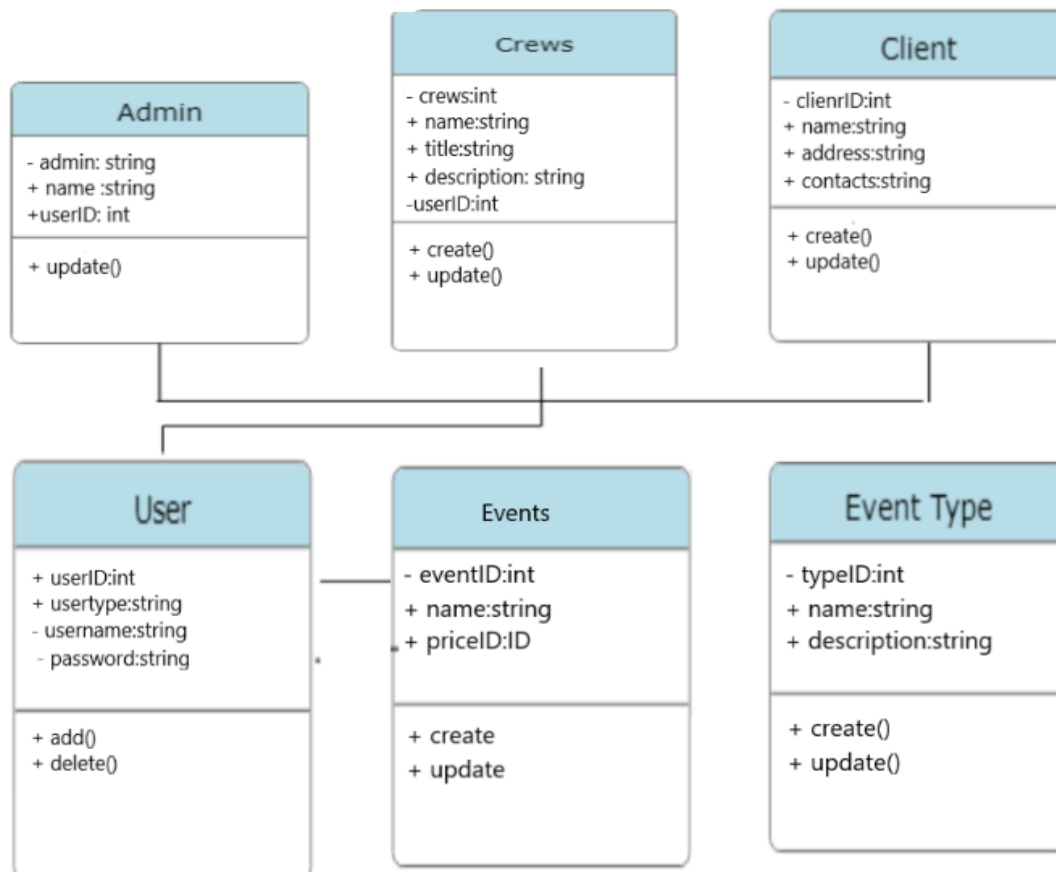 Admin
- admin: string
+ name :string
+userID: int
+ update()
Crews
- crews:int
+ name:string
+ title:string
+ description: string
-userID:int
+ create()
+ update()
Client
- clienrID:int
+ name:string
+ address:string
+ contacts:string
+ create()
+ update()
User
+ userID:int
+ usertype:string
- username:string
- password:string
+ add()
+ delete()
Events
- eventID:int
+ name:string
+ priceID:ID
+ create
+ update
Event Type
- typeID:int
+ name:string
+ description:string
+ create()
+ update()